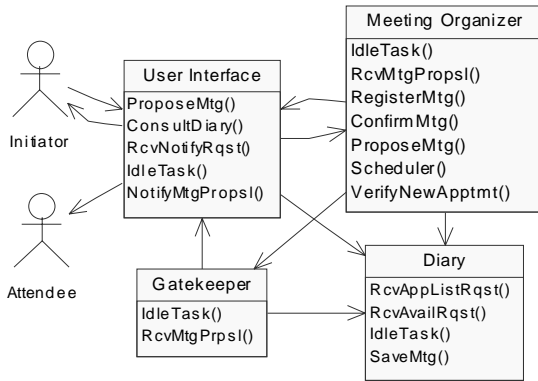 Meeting Organizer
IdleTask()
RcvMtgPropsl()
RegisterMtg()
ConfirmMtg()
ProposeMtg()
Scheduler()
VerifyNewApptmt()
User Interface
ProposeMtg()
ConsultDiary()
RcvNotifyRqst()
IdleTask()
NotifyMtgPropsl()
Initiator
Attendee
Gatekeeper
IdleTask()
RcvMtgPrpsl()
Diary
RcvAppListRqst()
RcvAvailRqst()
IdleTask()
SaveMtg()